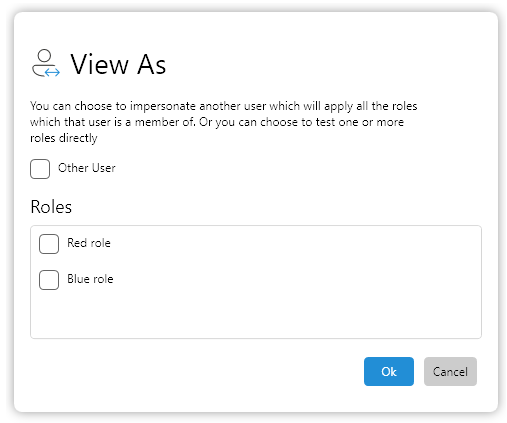 View As
You can choose to impersonate another user which will apply all the roles
which that user is a member of. Or you can choose to test one or more
roles directly
Other User
Roles
Red role
Blue role
Ok
Cancel